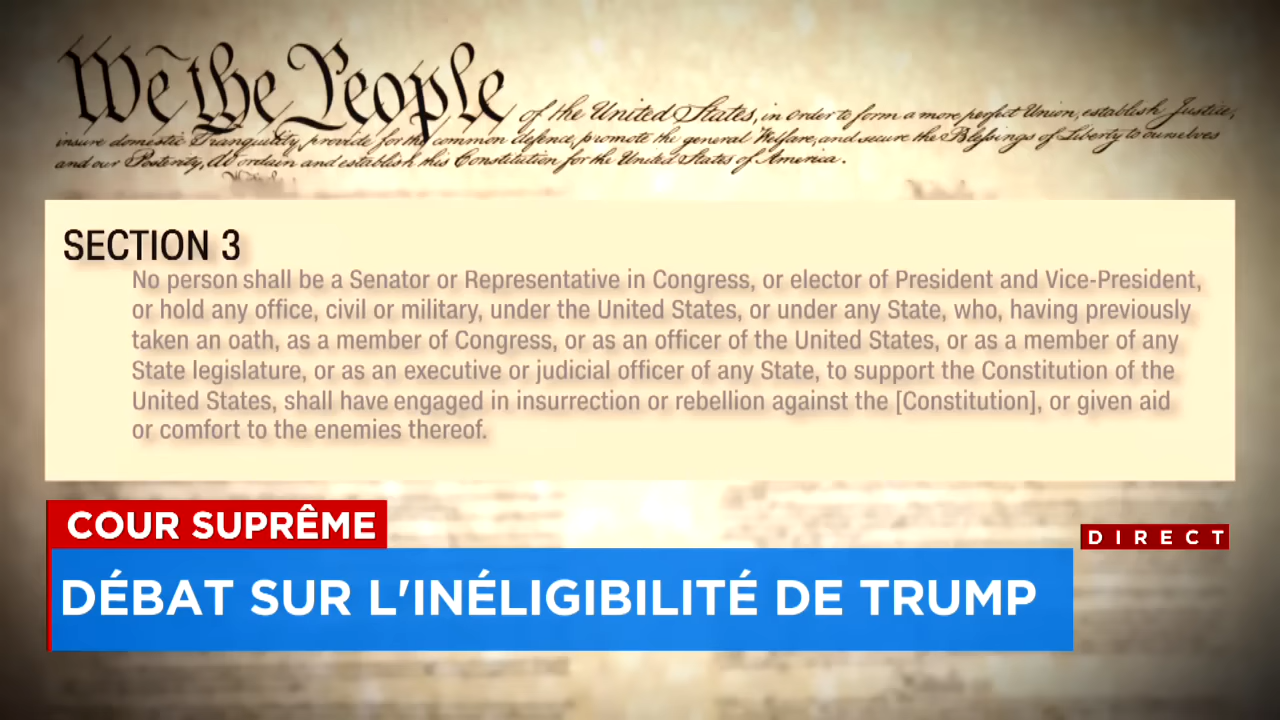 We the People of the United States, in Order to form a more perfect Union, establish Justice,
insure domestic Tranquility, provide for the common defence, promote the general Welfare, and secure the Blessings of Liberty to ourselves
and our Posterity, do ordain and establish this Constitution for the United States of America.
SECTION 3
No person shall be a Senator or Representative in Congress, or elector of President and Vice-President,
or hold any office, civil or military, under the United States, or under any State, who, having previously
taken an oath, as a member of Congress, or as an officer of the United States, or as a member of any
State legislature, or as an executive or judicial officer of any State, to support the Constitution of the
United States, shall have engaged in insurrection or rebellion against the [Constitution], or given aid
or comfort to the enemies thereof.
COUR SUPRÊME
DIRECT
DÉBAT SUR L'INÉLIGIBILITÉ DE TRUMP